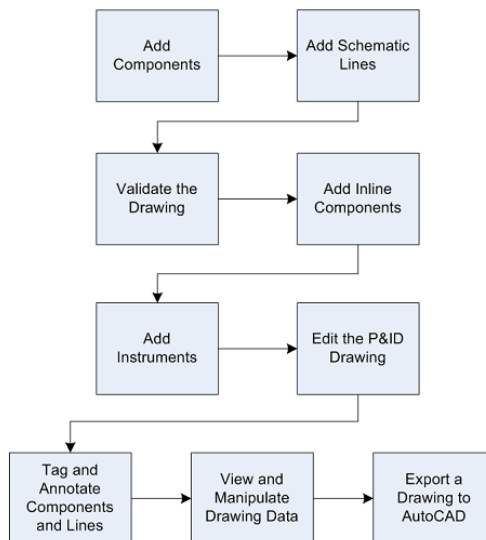 Add
Components
Add Schematic
Lines
Validate the
Drawing
Add Inline
Components
Add
Instruments
Edit the P&ID
Drawing
Tag and
Annotate
Components
and Lines
View and
Manipulate
Drawing Data
Export a
Drawing to
AutoCAD